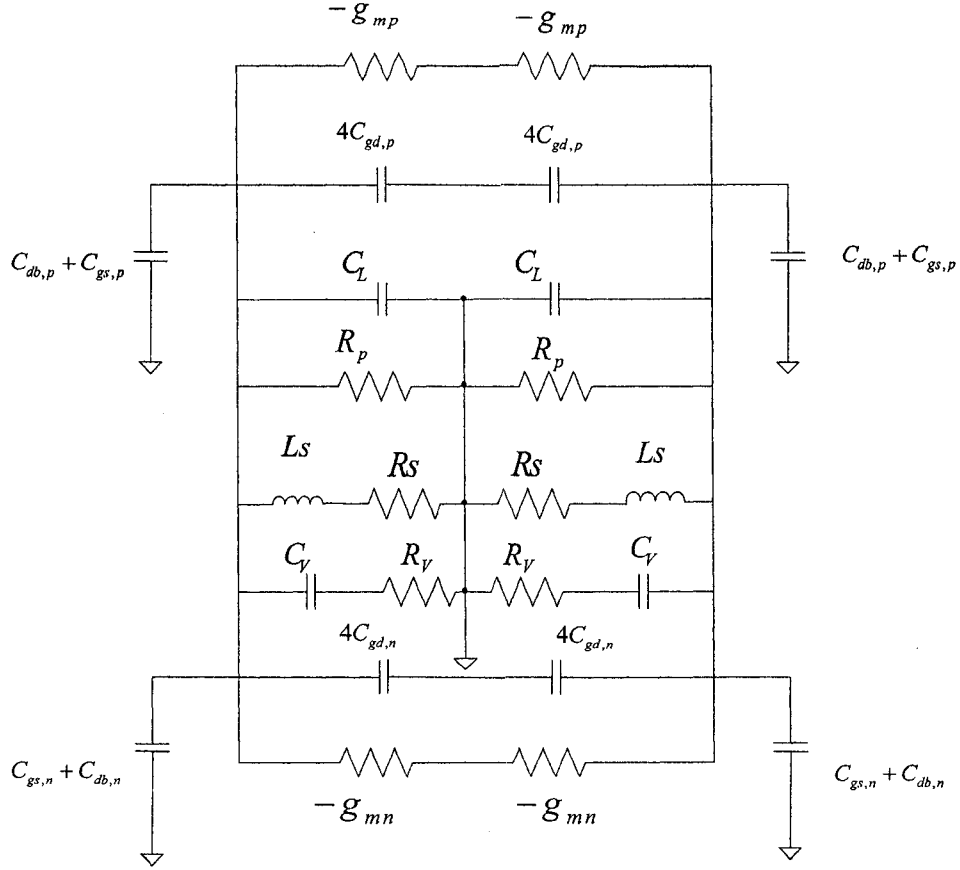 −g_mp −g_mp
4C_gd,p 4C_gd,p
C_db,p + C_gs,p C_db,p + C_gs,p
C_L C_L
R_p R_p
Ls Rs Rs Ls
C_V R_V R_V C_V
4C_gd,n 4C_gd,n
C_gs,n + C_db,n C_gs,n + C_db,n
−g_mn −g_mn